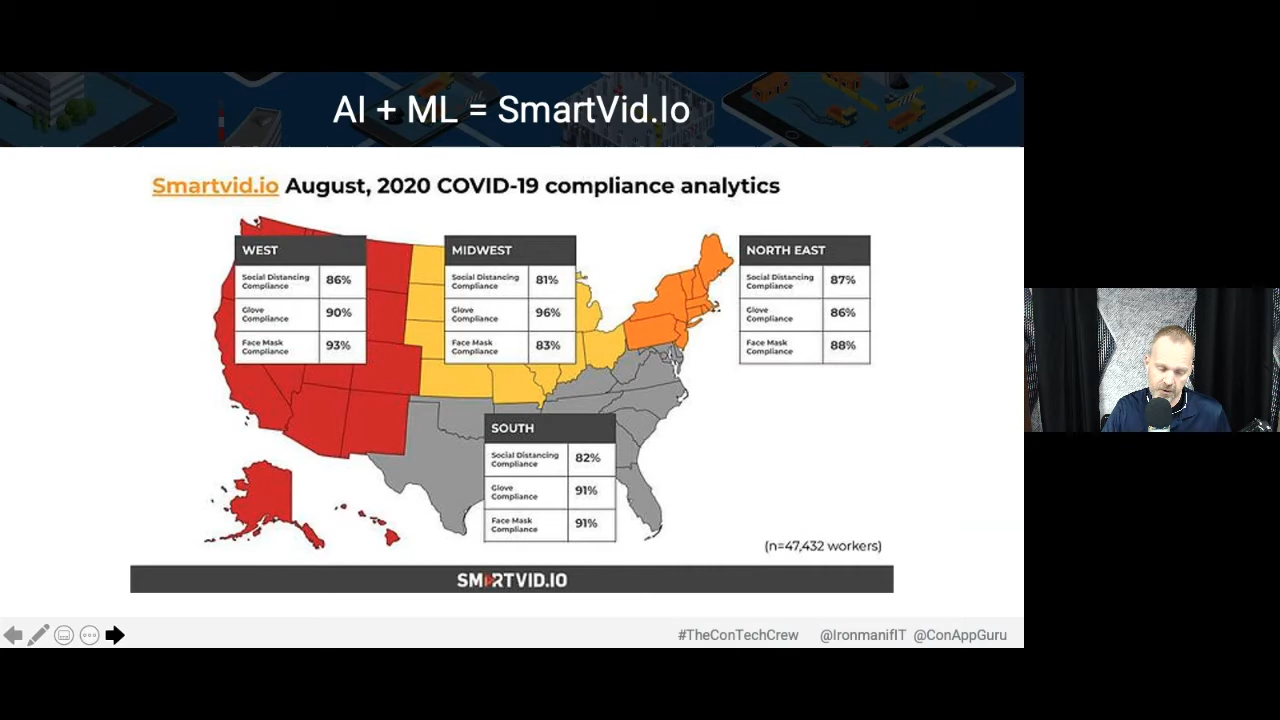 AI + ML = SmartVid.Io
Smartvid.io August, 2020 COVID-19 compliance analytics
WEST
Social Distancing
Compliance
86%
Glove
Compliance
90%
Face Mask
Compliance
93%
MIDWEST
Social Distancing
Compliance
81%
Glove
Compliance
96%
Face Mask
Compliance
83%
NORTH EAST
Social Distancing
Compliance
87%
Glove
Compliance
86%
Face Mask
Compliance
88%
SOUTH
Social Distancing
Compliance
82%
Glove
Compliance
91%
Face Mask
Compliance
91%
(n=47,432 workers)
SMARTVID.IO
#TheConTechCrew @IronmanifIT @ConAppGuru